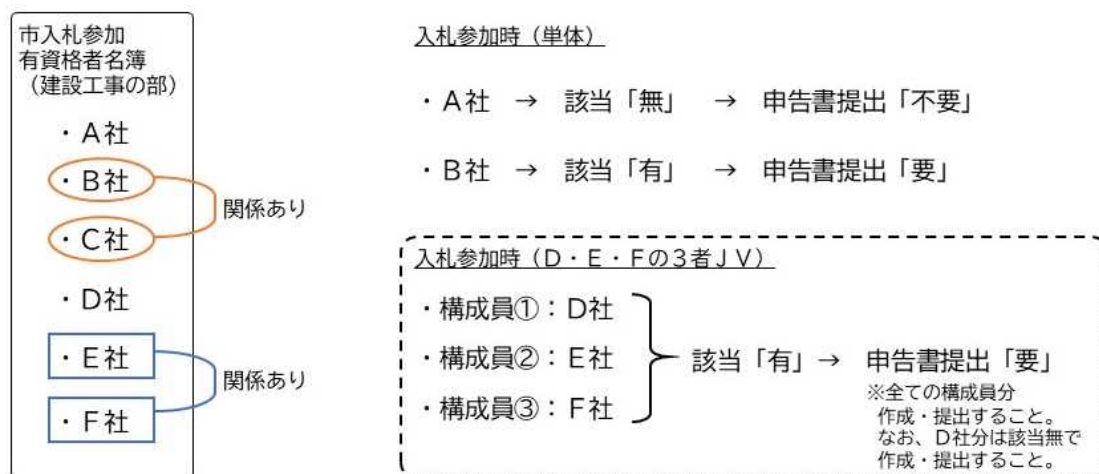 市入札参加
有資格者名簿
（建設工事の部）
・A社
・B社
・C社
関係あり
・D社
・E社
・F社
関係あり
入札参加時（単体）
・A社　→　該当「無」　→　申告書提出「不要」
・B社　→　該当「有」　→　申告書提出「要」
入札参加時（D・E・Fの3者JV）
・構成員①：D社
・構成員②：E社
・構成員③：F社
該当「有」→　申告書提出「要」
※全ての構成員分
作成・提出すること。
なお、D社分は該当無で
作成・提出すること。